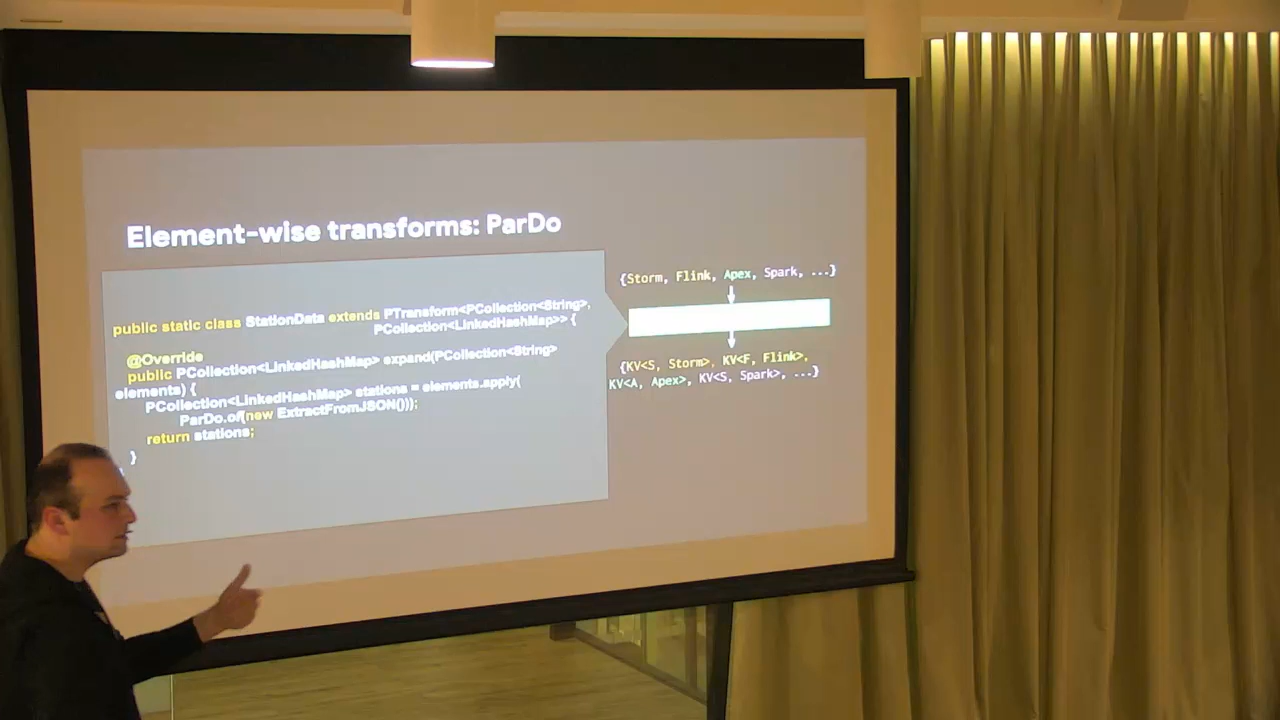 Element-wise transforms: ParDo
public static class StationData extends PTransform<PCollection<String>,
PCollection<LinkedHashMap>> {
@Override
public PCollection<LinkedHashMap> expand(PCollection<String>
elements) {
PCollection<LinkedHashMap> stations = elements.apply(
ParDo.of(new ExtractFromJSON()));
return stations;
}
}
{Storm, Flink, Apex, Spark, ...}
{KV<S, Storm>, KV<F, Flink>,
KV<A, Apex>, KV<S, Spark>, ...}